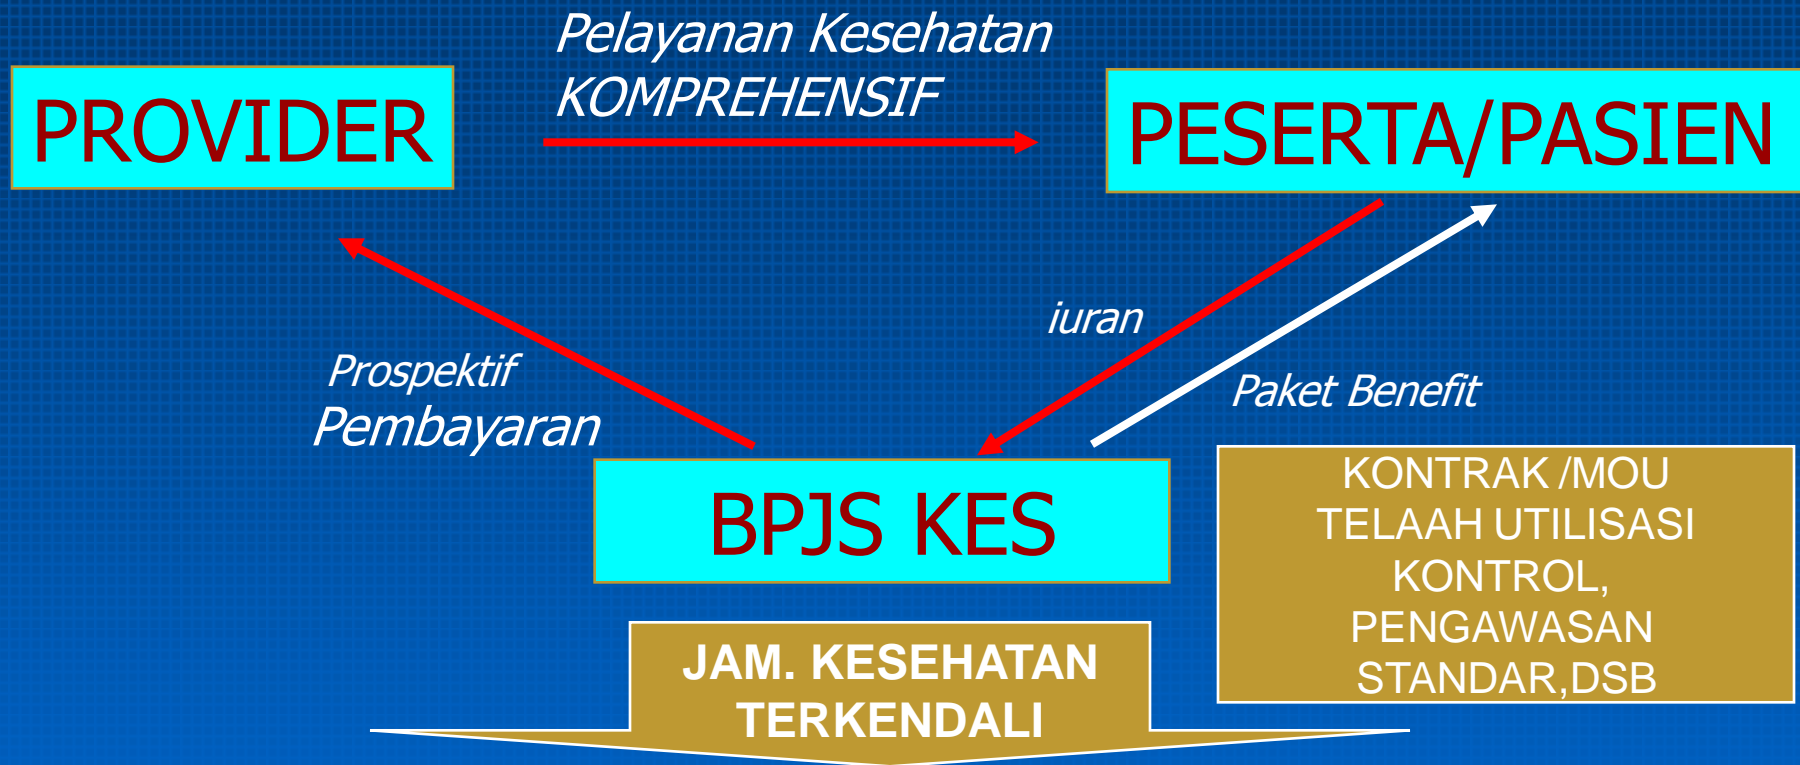 Pelayanan Kesehatan
KOMPREHENSIF
PROVIDER
PESERTA/PASIEN
iuran
Prospektif
Pembayaran
Paket Benefit
BPJS KES
KONTRAK /MOU
TELAAH UTILISASI
KONTROL,
PENGAWASAN
STANDAR,DSB
JAM. KESEHATAN
TERKENDALI